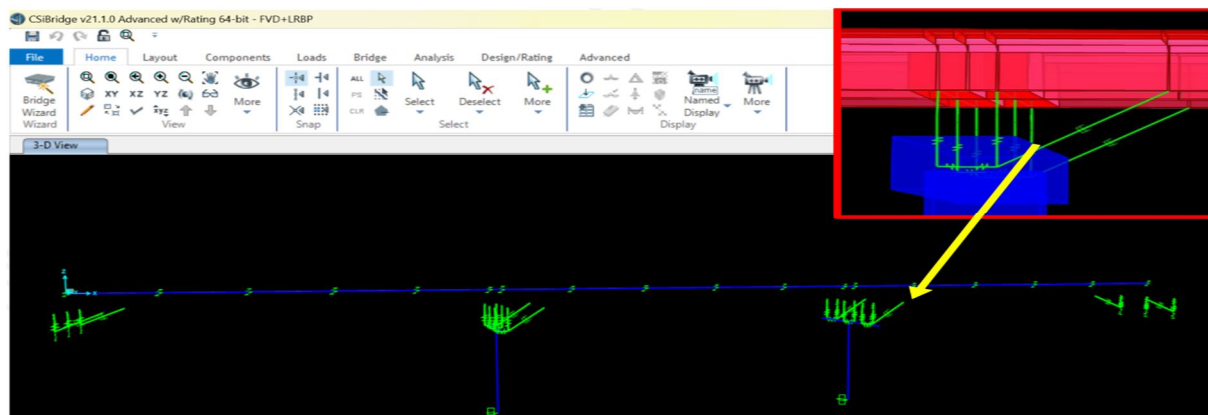 CSiBridge v21.1.0 Advanced w/Rating 64-bit - FVD+LRBP
File Home Layout Components Loads Bridge Analysis Design/Rating Advanced
ALL
XY XZ YZ
PS
name
Bridge Wizard
More
Select
Deselect
More
Named Display
More
xyz
CLR
Wizard View Snap Select Display
3-D View
z
x